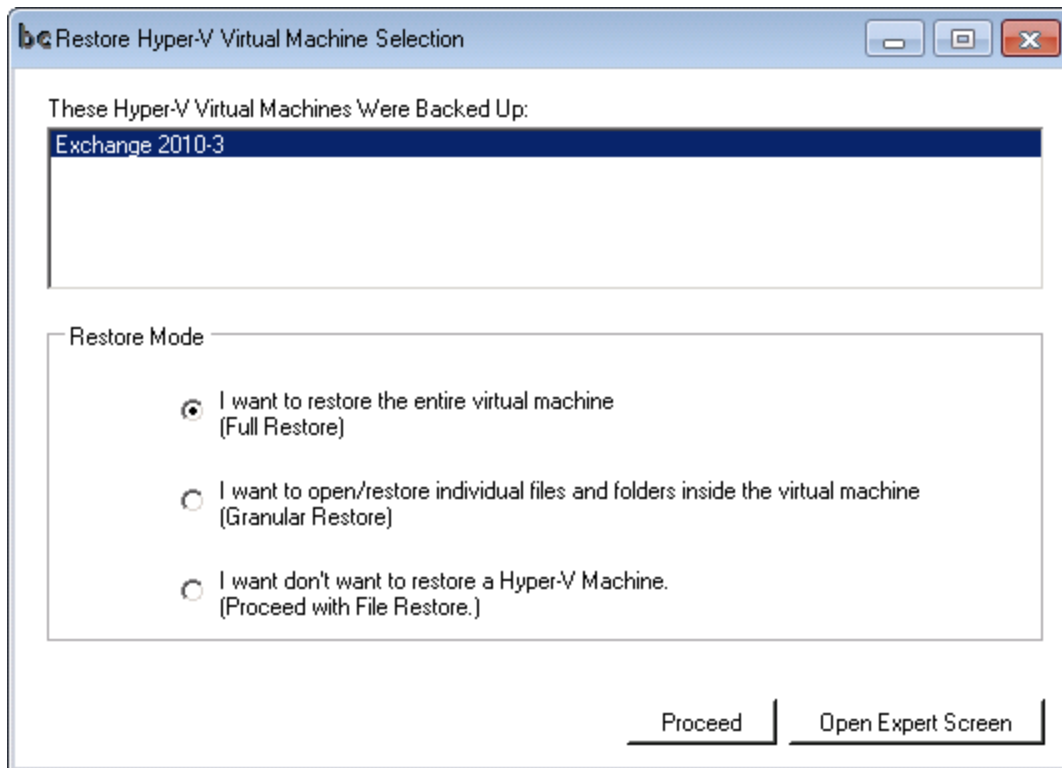 bc Restore Hyper-V Virtual Machine Selection
These Hyper-V Virtual Machines Were Backed Up:
Exchange 2010-3
Restore Mode
I want to restore the entire virtual machine
(Full Restore)
I want to open/restore individual files and folders inside the virtual machine
(Granular Restore)
I want don't want to restore a Hyper-V Machine.
(Proceed with File Restore.)
Proceed Open Expert Screen